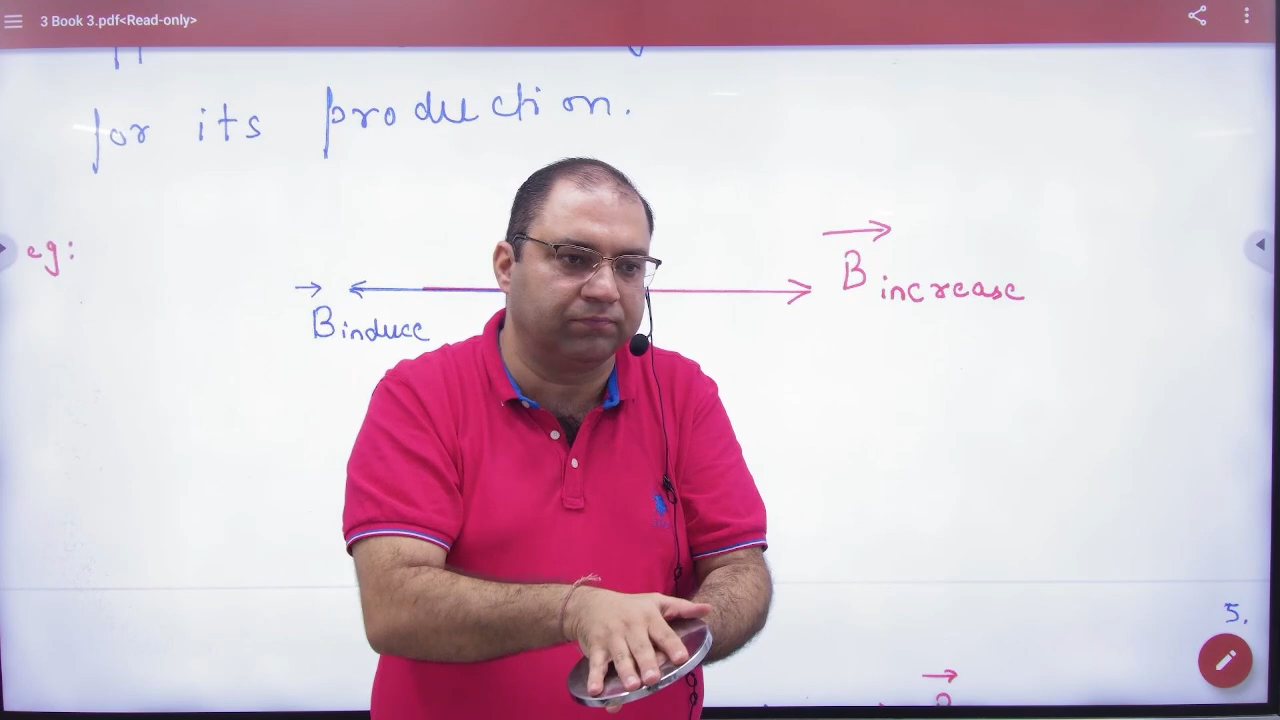 3 Book 3.pdf<Read-only>
for its production.
eg:
B increase
B induce
5.